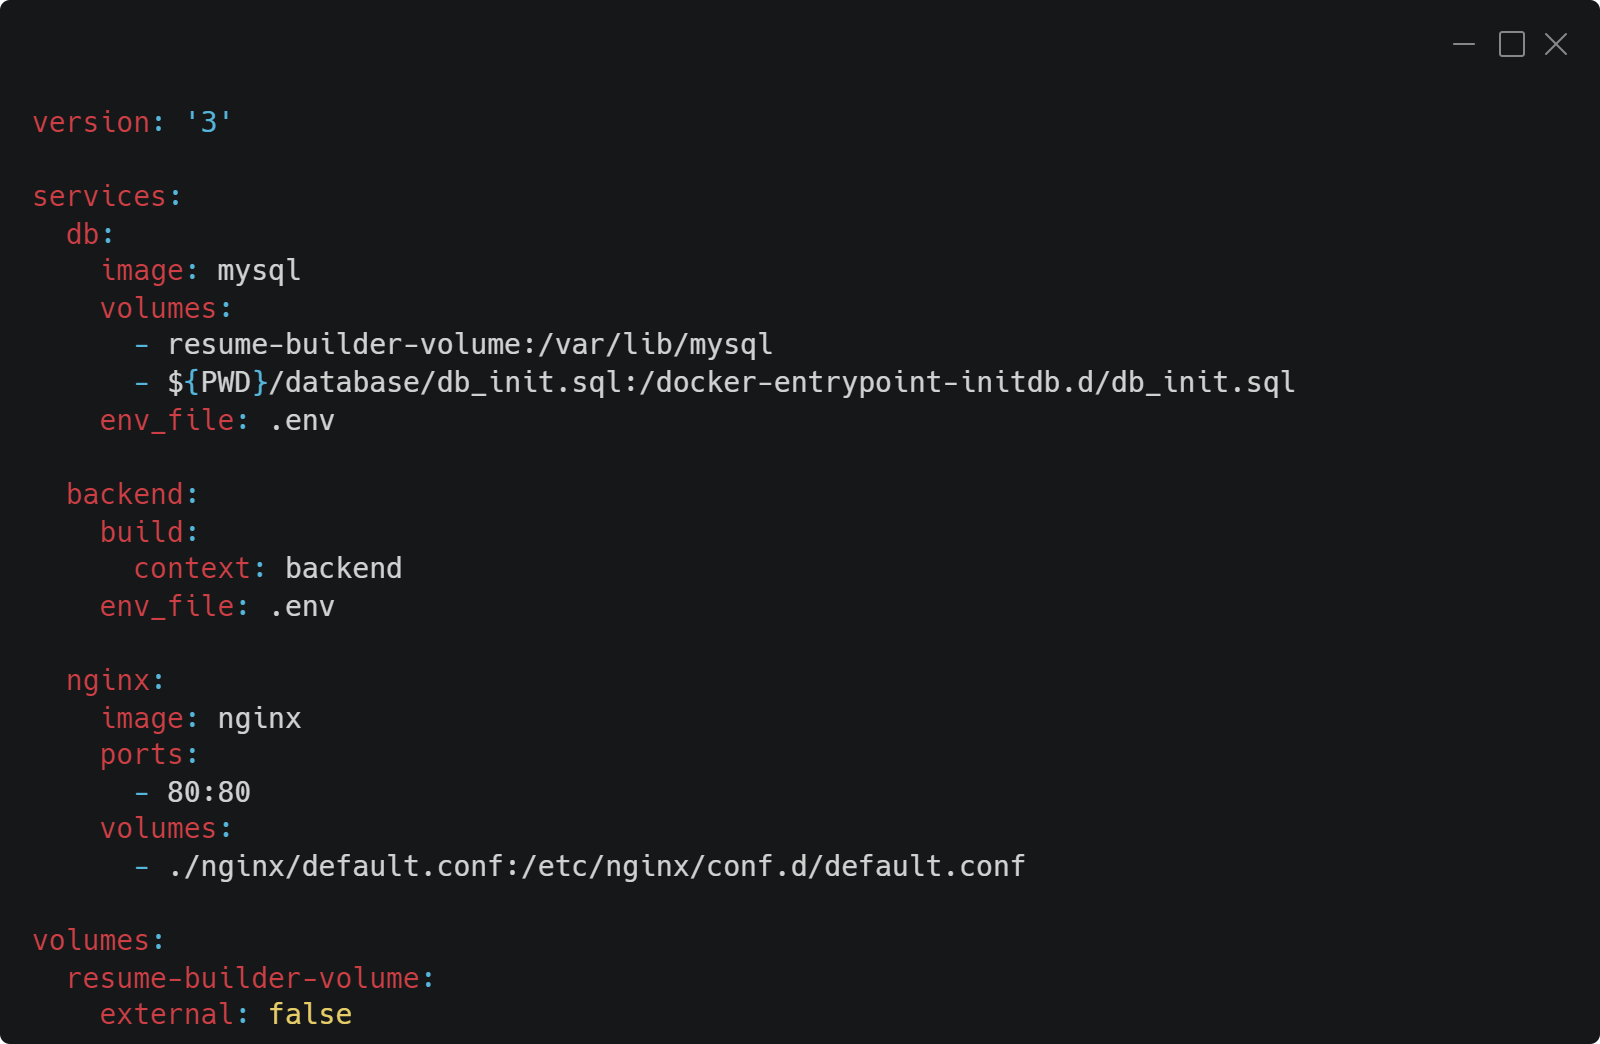 version: '3'

services:
  db:
    image: mysql
    volumes:
      - resume-builder-volume:/var/lib/mysql
      - ${PWD}/database/db_init.sql:/docker-entrypoint-initdb.d/db_init.sql
    env_file: .env

  backend:
    build:
      context: backend
    env_file: .env

  nginx:
    image: nginx
    ports:
      - 80:80
    volumes:
      - ./nginx/default.conf:/etc/nginx/conf.d/default.conf

volumes:
  resume-builder-volume:
    external: false